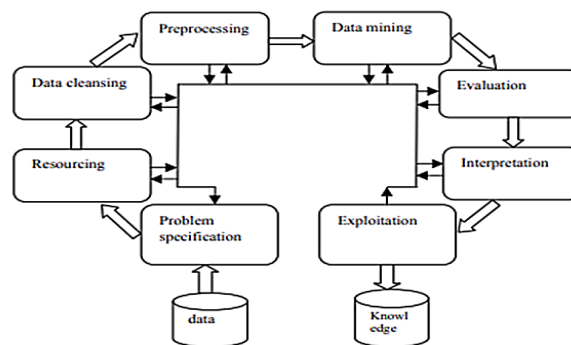 Preprocessing
Data mining
Data cleansing
Evaluation
Resourcing
Interpretation
Problem
specification
Exploitation
data
Knowl
edge